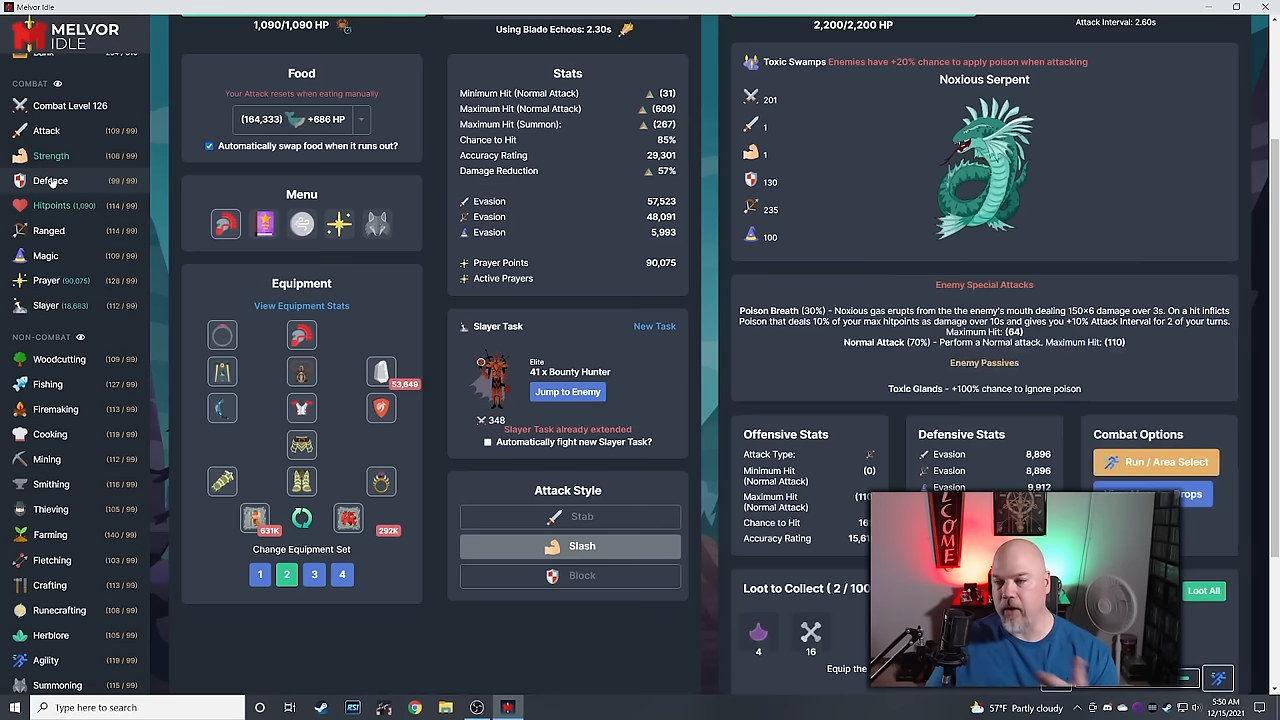 Melvor Idle
MELVOR
IDLE
COMBAT
Combat Level 126
Attack (109 / 99)
Strength (108 / 99)
Defence (99 / 99)
Hitpoints (1,090) (114 / 99)
Ranged (114 / 99)
Magic (109 / 99)
Prayer (90,075) (128 / 99)
Slayer (18,683) (112 / 99)
NON-COMBAT
Woodcutting (109 / 99)
Fishing (127 / 99)
Firemaking (113 / 99)
Cooking (119 / 99)
Mining (112 / 99)
Smithing (116 / 99)
Thieving (105 / 99)
Farming (140 / 99)
Fletching (111 / 99)
Crafting (113 / 99)
Runecrafting (108 / 99)
Herblore (105 / 99)
Agility (119 / 99)
Summoning (115 / 99)
1,090/1,090 HP
Food
Your Attack resets when eating manually
(164,333) +686 HP
Automatically swap food when it runs out?
Menu
Equipment
View Equipment Stats
53,649
631K
292K
Change Equipment Set
1 2 3 4
Using Blade Echoes: 2.30s
Stats
Minimum Hit (Normal Attack) (31)
Maximum Hit (Normal Attack) (609)
Maximum Hit (Summon): (267)
Chance to Hit 85%
Accuracy Rating 29,301
Damage Reduction 57%
Evasion 57,523
Evasion 48,091
Evasion 5,993
Prayer Points 90,075
Active Prayers
Slayer Task New Task
Elite
41 x Bounty Hunter
Jump to Enemy
348
Slayer Task already extended
Automatically fight new Slayer Task?
Attack Style
Stab
Slash
Block
2,200/2,200 HP
Attack Interval: 2.60s
Toxic Swamps Enemies have +20% chance to apply poison when attacking
Noxious Serpent
201
1
1
130
235
100
Enemy Special Attacks
Poison Breath (30%) - Noxious gas erupts from the the enemy's mouth dealing 150×6 damage over 3s. On a hit inflicts
Poison that deals 10% of your max hitpoints as damage over 10s and gives you +10% Attack Interval for 2 of your turns.
Maximum Hit: (64)
Normal Attack (70%) - Perform a Normal attack. Maximum Hit: (110)
Enemy Passives
Toxic Glands - +100% chance to ignore poison
Offensive Stats
Attack Type:
Minimum Hit (0)
(Normal Attack)
Maximum Hit (110
(Normal Attack)
Chance to Hit 16
Accuracy Rating 15,61
Defensive Stats
Evasion 8,896
Evasion 8,896
Evasion 9,912
Combat Options
Run / Area Select
ops
Loot to Collect ( 2 / 100
Loot All
4
16
Equip the
LCOME
Type here to search
RSI
57°F Partly cloudy
5:50 AM
12/15/2021